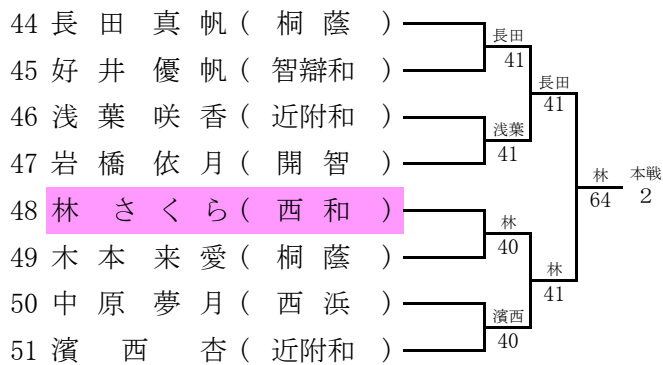 44 長田 真帆 ( 桐蔭 )
45 好井 優帆 ( 智辯和 )
46 浅葉 咲香 ( 近附和 )
47 岩橋 依月 ( 開智 )
48 林 さくら ( 西和 )
49 木本 来愛 ( 桐蔭 )
50 中原 夢月 ( 西浜 )
51 濱西 杏 ( 近附和 )
長田
41
浅葉
41
林
40
濱西
40
長田
41
林
41
林
64
本戦
2